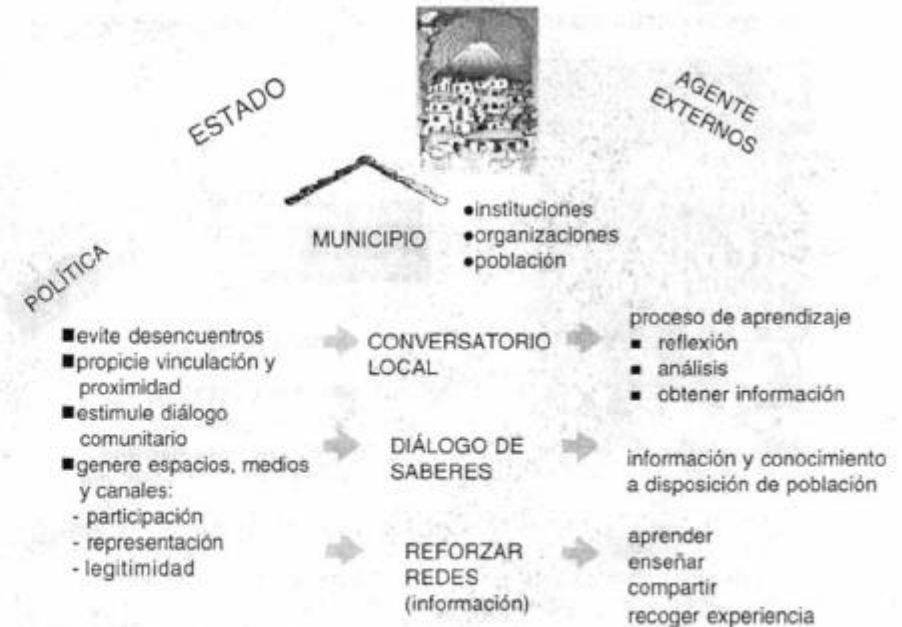 ESTADO
AGENTE
EXTERNOS
MUNICIPIO
●instituciones
●organizaciones
●población
POLÍTICA
■evite desencuentros
■propicie vinculación y
proximidad
■estimule diálogo
comunitario
■genere espacios, medios
y canales:
- participación
- representación
- legitimidad
CONVERSATORIO
LOCAL
DIÁLOGO DE
SABERES
REFORZAR
REDES
(información)
proceso de aprendizaje
■ reflexión
■ análisis
■ obtener información
información y conocimiento
a disposición de población
aprender
enseñar
compartir
recoger experiencia